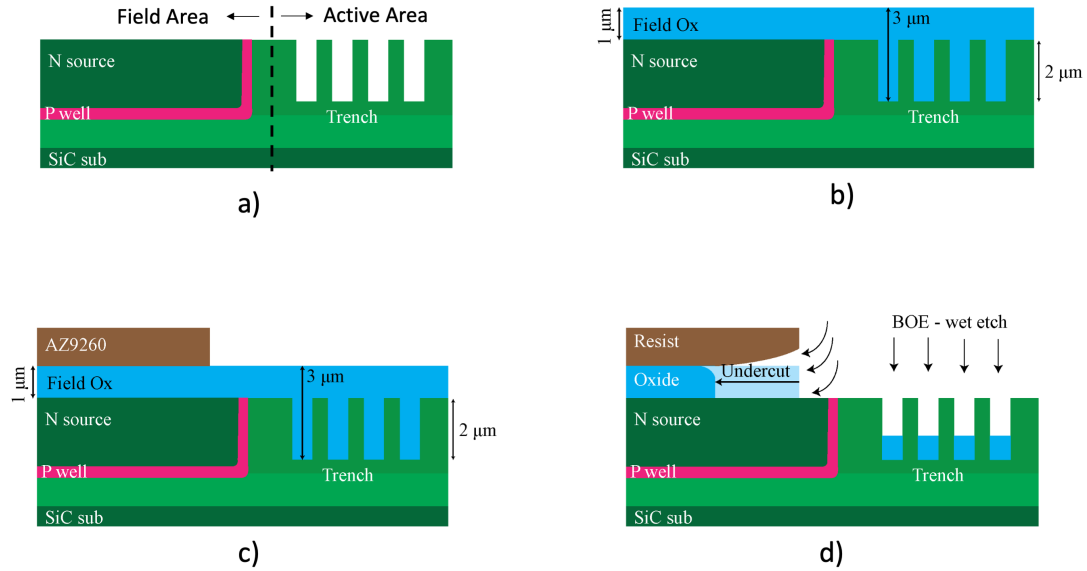 Field Area
Active Area
N source
P well
Trench
SiC sub
a)
1 μm
Field Ox
3 μm
N source
2 μm
P well
Trench
SiC sub
b)
AZ9260
1 μm
Field Ox
3 μm
N source
2 μm
P well
Trench
SiC sub
c)
Resist
BOE - wet etch
Oxide
Undercut
N source
P well
Trench
SiC sub
d)